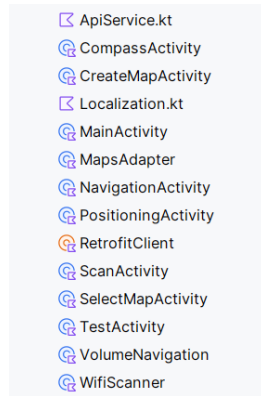 ApiService.kt
CompassActivity
CreateMapActivity
Localization.kt
MainActivity
MapsAdapter
NavigationActivity
PositioningActivity
RetrofitClient
ScanActivity
SelectMapActivity
TestActivity
VolumeNavigation
WifiScanner